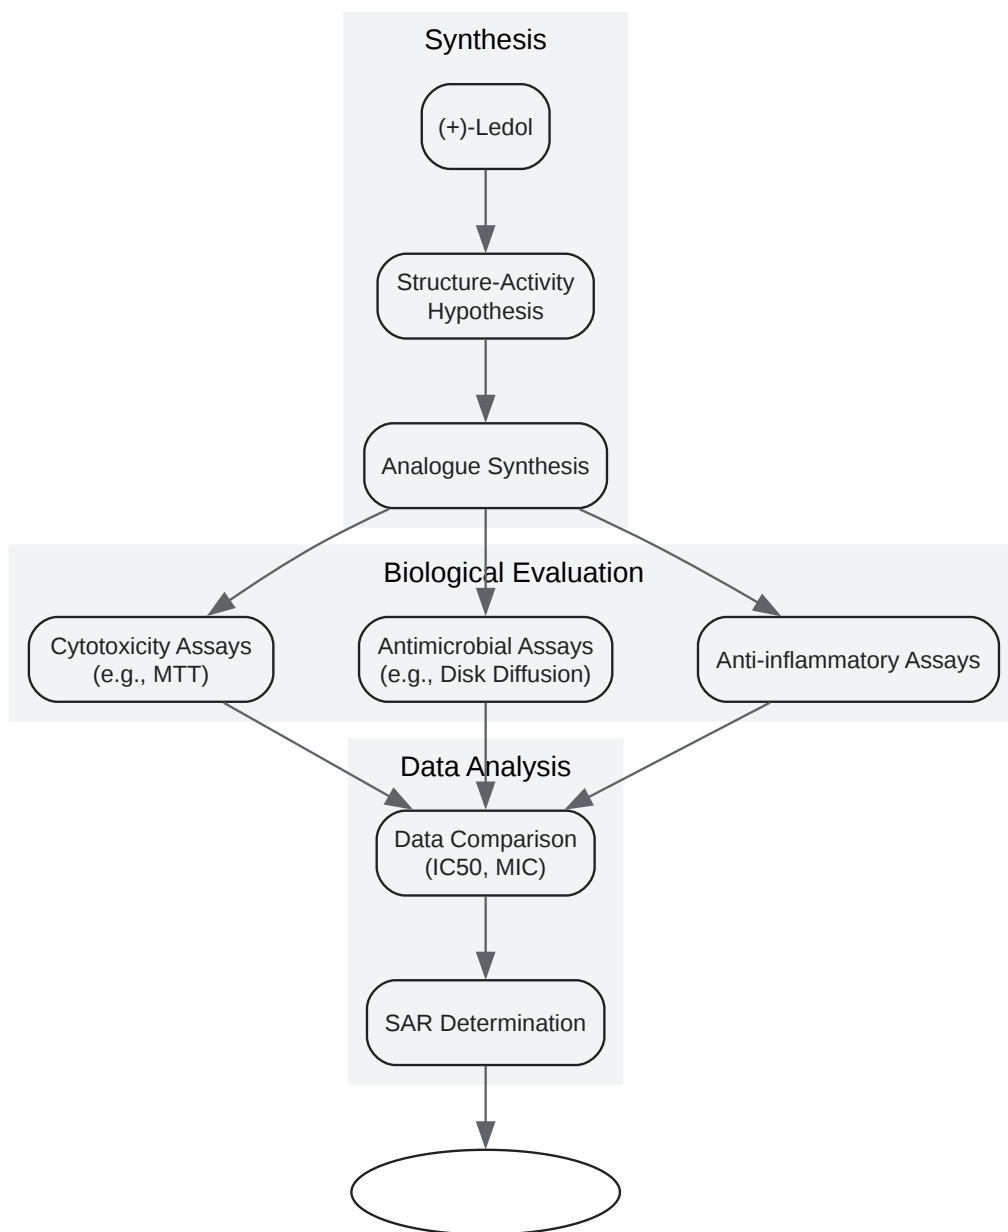 Synthesis
(+)-Ledol
Structure-Activity
Hypothesis
Analogue Synthesis
Biological Evaluation
Cytotoxicity Assays
(e.g., MTT)
Antimicrobial Assays
(e.g., Disk Diffusion)
Anti-inflammatory Assays
Data Analysis
Data Comparison
(IC50, MIC)
SAR Determination